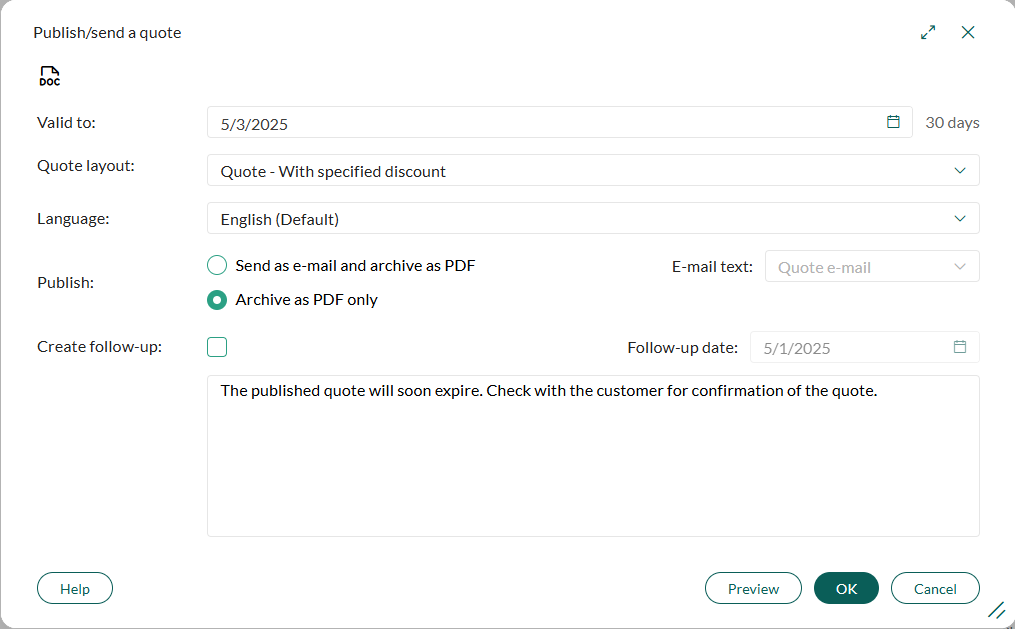 Publish/send a quote
DOC
Valid to: 5/3/2025 30 days
Quote layout: Quote - With specified discount
Language: English (Default)
Publish: Send as e-mail and archive as PDF E-mail text: Quote e-mail
Archive as PDF only
Create follow-up: Follow-up date: 5/1/2025
The published quote will soon expire. Check with the customer for confirmation of the quote.
Help Preview OK Cancel